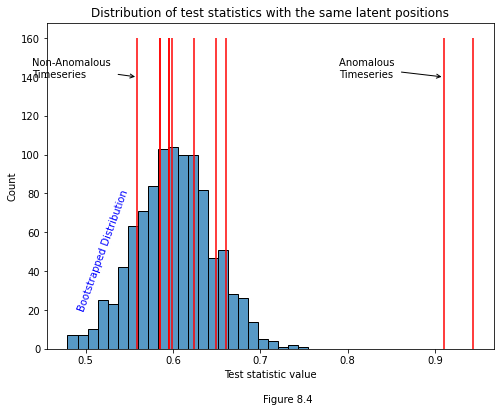 Distribution of test statistics with the same latent positions
160
140
120
100
80
60
40
20
0
Count
Non-Anomalous
Timeseries
Anomalous
Timeseries
Bootstrapped Distribution
0.5 0.6 0.7 0.8 0.9
Test statistic value
Figure 8.4